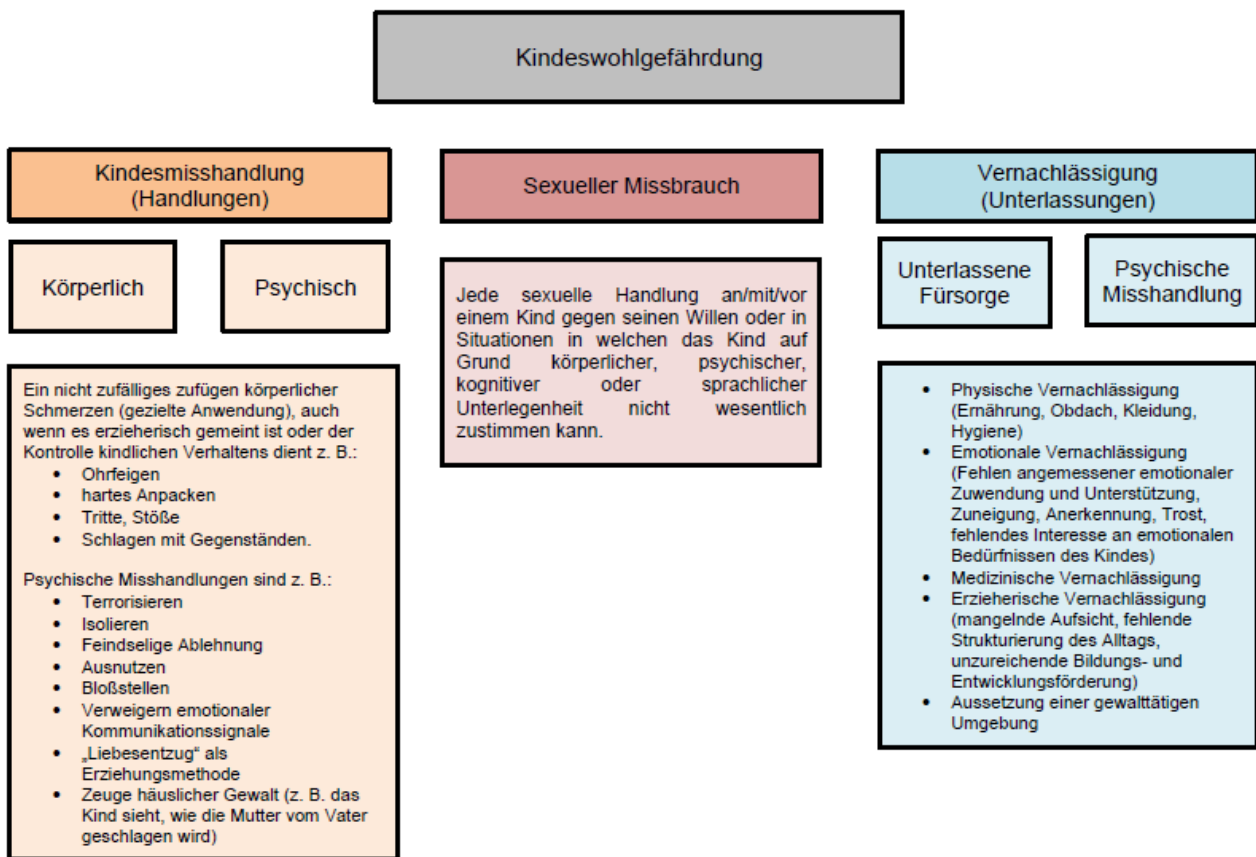 Kindeswohlgefährdung
Kindesmisshandlung
(Handlungen)
Körperlich
Psychisch
Ein nicht zufälliges zufügen körperlicher
Schmerzen (gezielte Anwendung), auch
wenn es erzieherisch gemeint ist oder der
Kontrolle kindlichen Verhaltens dient z. B.:
• Ohrfeigen
• hartes Anpacken
• Tritte, Stöße
• Schlagen mit Gegenständen.
Psychische Misshandlungen sind z. B.:
• Terrorisieren
• Isolieren
• Feindselige Ablehnung
• Ausnutzen
• Bloßstellen
• Verweigern emotionaler
Kommunikationssignale
• „Liebesentzug“ als
Erziehungsmethode
• Zeuge häuslicher Gewalt (z. B. das
Kind sieht, wie die Mutter vom Vater
geschlagen wird)
Sexueller Missbrauch
Jede sexuelle Handlung an/mit/vor
einem Kind gegen seinen Willen oder in
Situationen in welchen das Kind auf
Grund körperlicher, psychischer,
kognitiver oder sprachlicher
Unterlegenheit nicht wesentlich
zustimmen kann.
Vernachlässigung
(Unterlassungen)
Unterlassene
Fürsorge
Psychische
Misshandlung
• Physische Vernachlässigung
(Ernährung, Obdach, Kleidung,
Hygiene)
• Emotionale Vernachlässigung
(Fehlen angemessener emotionaler
Zuwendung und Unterstützung,
Zuneigung, Anerkennung, Trost,
fehlendes Interesse an emotionalen
Bedürfnissen des Kindes)
• Medizinische Vernachlässigung
• Erzieherische Vernachlässigung
(mangelnde Aufsicht, fehlende
Strukturierung des Alltags,
unzureichende Bildungs- und
Entwicklungsförderung)
• Aussetzung einer gewalttätigen
Umgebung